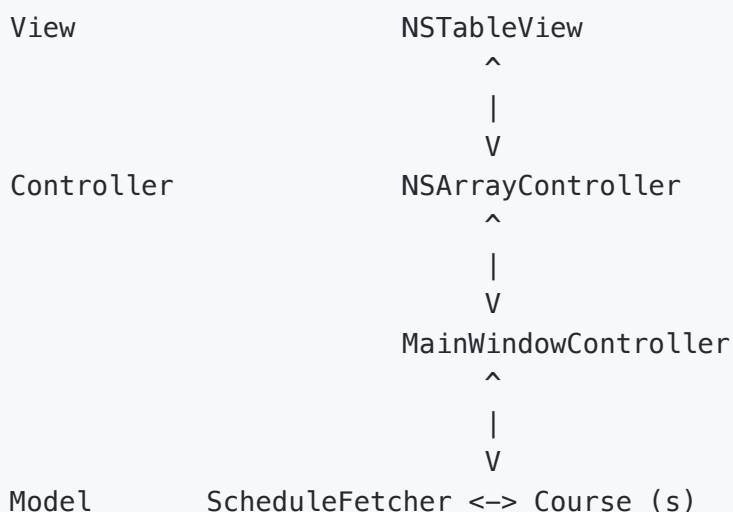 View                    NSTableView
                             ^
                             |
                             V
Controller              NSArrayController
                             ^
                             |
                             V
                        MainWindowController
                             ^
                             |
                             V
Model       ScheduleFetcher <-> Course (s)